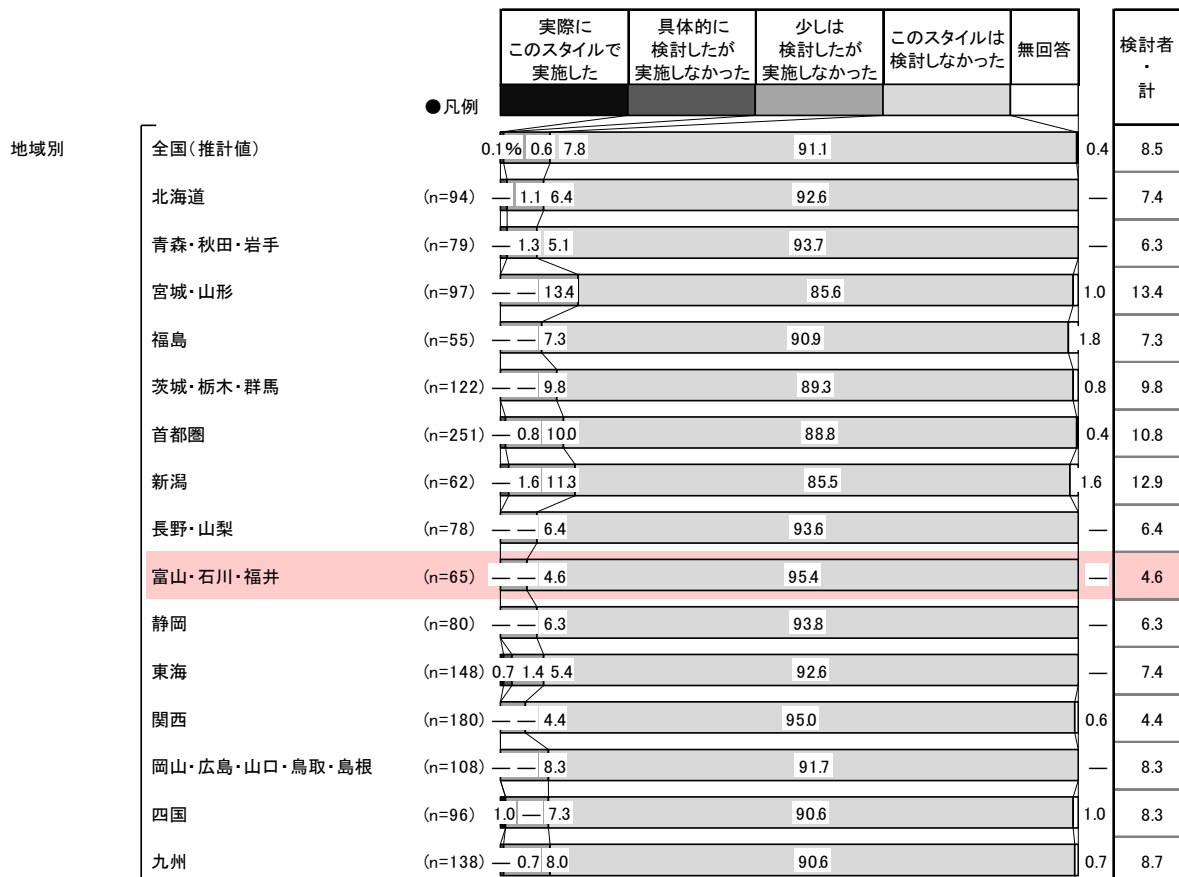 実際に
このスタイルで
実施した
具体的に
検討したが
実施しなかった
少しは
検討したが
実施しなかった
このスタイルは
検討しなかった
無回答
検討者
・
計
●凡例
地域別
全国(推計値) 0.1% 0.6 7.8 91.1 0.4 8.5
北海道 (n=94) — 1.1 6.4 92.6 — 7.4
青森・秋田・岩手 (n=79) — 1.3 5.1 93.7 — 6.3
宮城・山形 (n=97) — — 13.4 85.6 1.0 13.4
福島 (n=55) — — 7.3 90.9 1.8 7.3
茨城・栃木・群馬 (n=122) — — 9.8 89.3 0.8 9.8
首都圏 (n=251) — 0.8 10.0 88.8 0.4 10.8
新潟 (n=62) — 1.6 11.3 85.5 1.6 12.9
長野・山梨 (n=78) — — 6.4 93.6 — 6.4
富山・石川・福井 (n=65) — — 4.6 95.4 — 4.6
静岡 (n=80) — — 6.3 93.8 — 6.3
東海 (n=148) 0.7 1.4 5.4 92.6 — 7.4
関西 (n=180) — — 4.4 95.0 0.6 4.4
岡山・広島・山口・鳥取・島根 (n=108) — — 8.3 91.7 — 8.3
四国 (n=96) 1.0 — 7.3 90.6 1.0 8.3
九州 (n=138) — 0.7 8.0 90.6 0.7 8.7